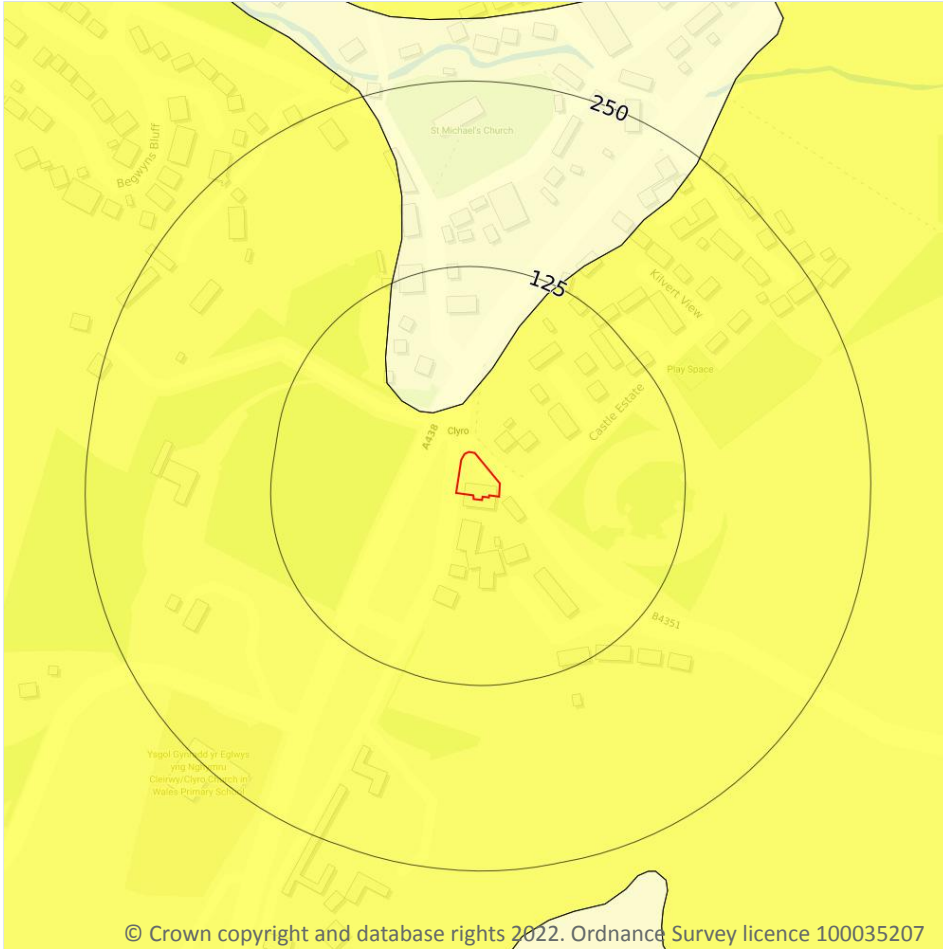 250
St Michael's Church
Begwyns Bluff
125
Kilvert View
Play Space
Castle Estate
A438
Clyro
B4351
Ysgol Gynradd yr Eglwys
yng Nghymru
Cleirwy/Clyro Church in
Wales Primary School
© Crown copyright and database rights 2022. Ordnance Survey licence 100035207